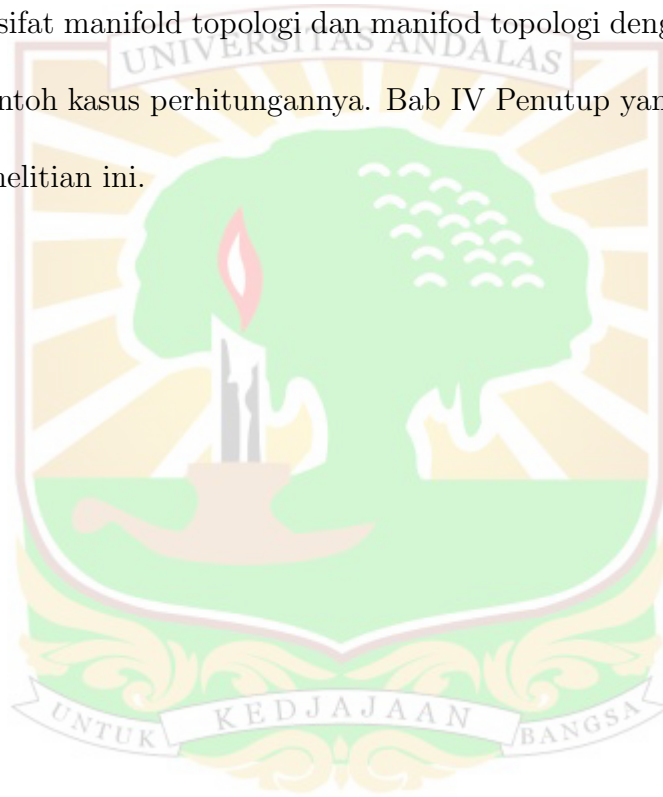 sifat manifold topologi dan manifod topologi deng
UNIVERSITAS ANDALAS
ntoh kasus perhitungannya. Bab IV Penutup yan
nelitian ini.
UNTUK KEDJAJAAN BANGSA